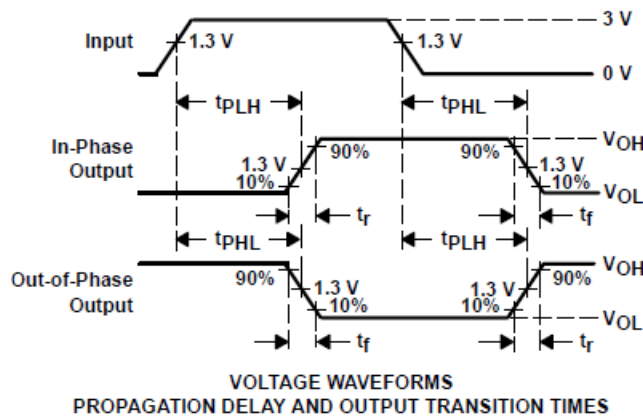 3 V
Input 1.3 V 1.3 V
0 V
tPLH tPHL
In-Phase Output
90% 90% VOH
1.3 V 1.3 V
10% 10% VOL
tr tf
tPHL tPLH
Out-of-Phase Output
90% 90% VOH
1.3 V 1.3 V
10% 10% VOL
tf tr
VOLTAGE WAVEFORMS
PROPAGATION DELAY AND OUTPUT TRANSITION TIMES